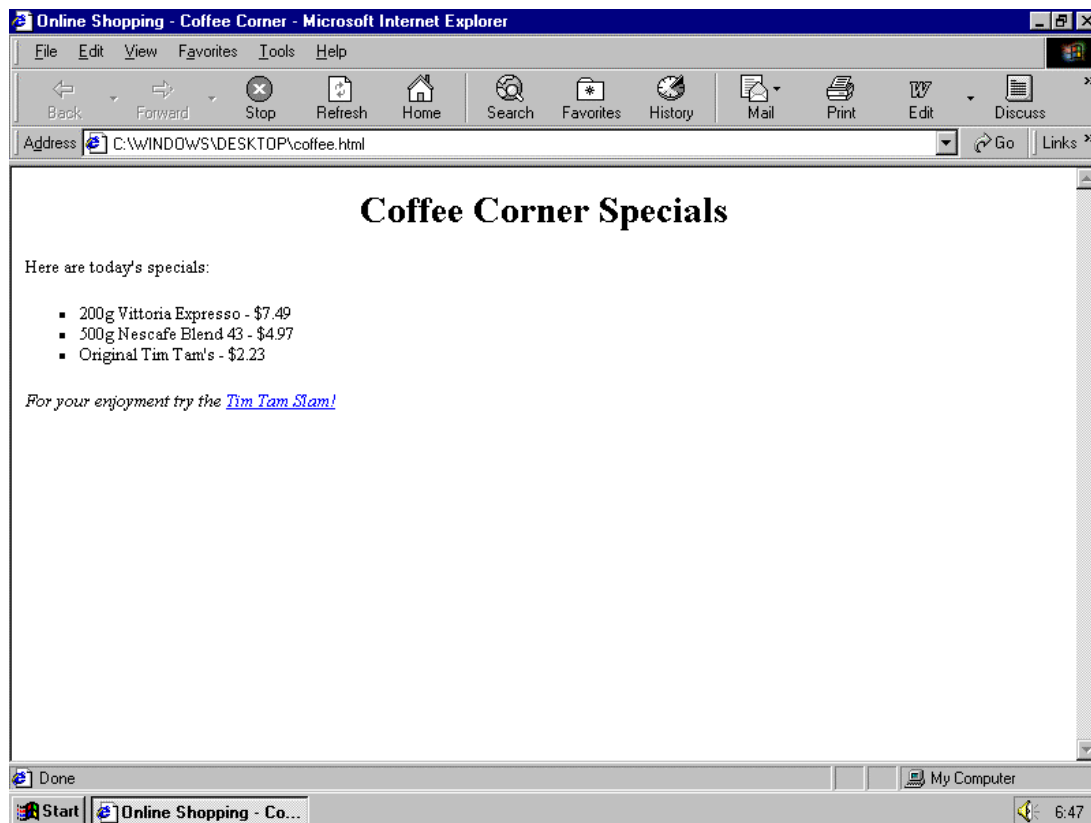 Online Shopping - Coffee Corner - Microsoft Internet Explorer
File Edit View Favorites Tools Help
Back Forward Stop Refresh Home Search Favorites History Mail Print Edit Discuss
Address C:\WINDOWS\DESKTOP\coffee.html Go Links
Coffee Corner Specials
Here are today's specials:
200g Vittoria Expresso - $7.49
500g Nescafe Blend 43 - $4.97
Original Tim Tam's - $2.23
For your enjoyment try the Tim Tam Slam!
Done My Computer
Start Online Shopping - Co... 6:47